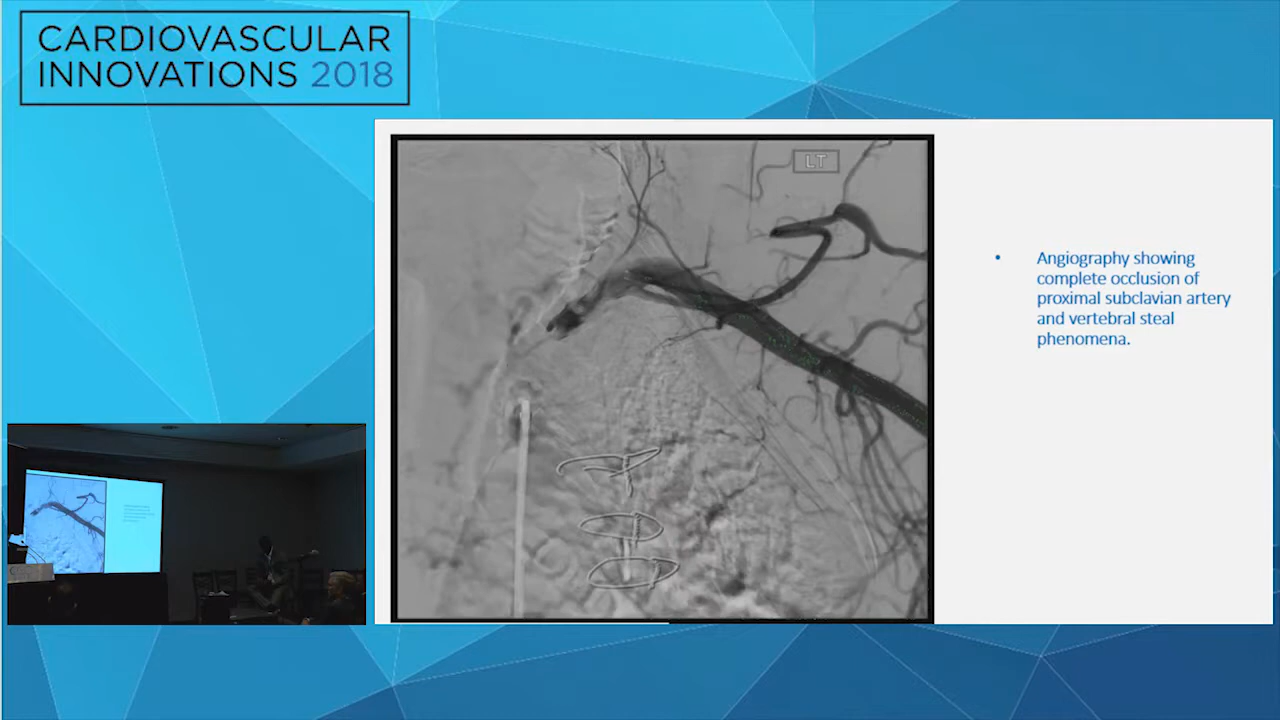 CARDIOVASCULAR
INNOVATIONS 2018
LT
• Angiography showing
complete occlusion of
proximal subclavian artery
and vertebral steal
phenomena.